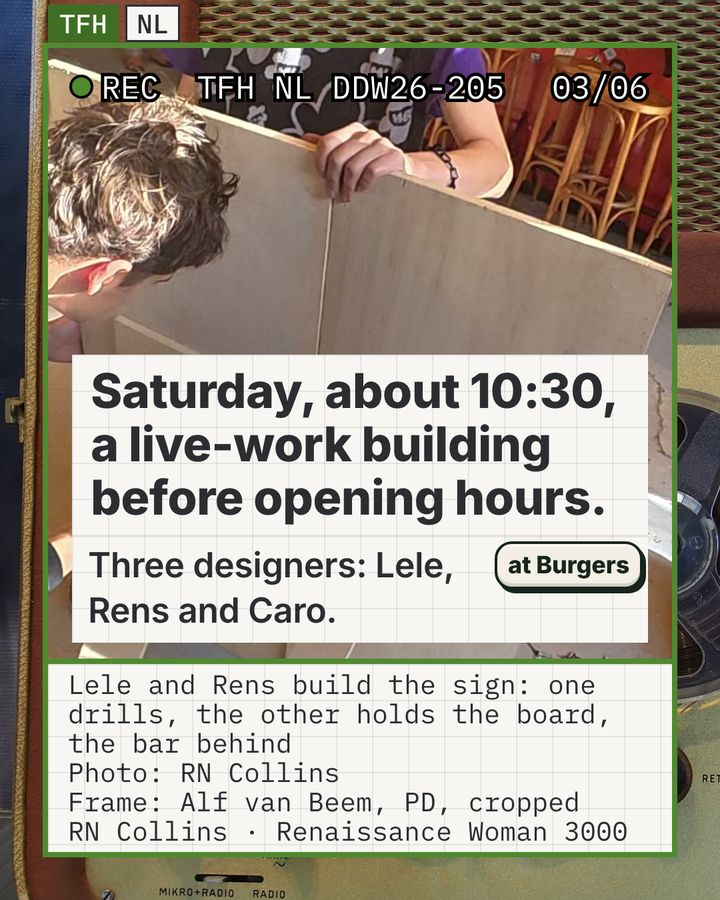 TFH NL
REC TFH NL DDW26-205 03/06
Saturday, about 10:30,
a live-work building
before opening hours.
Three designers: Lele,
Rens and Caro.
at Burgers
Lele and Rens build the sign: one
drills, the other holds the board,
the bar behind
Photo: RN Collins
Frame: Alf van Beem, PD, cropped
RN Collins · Renaissance Woman 3000
MIKRO+RADIO RADIO